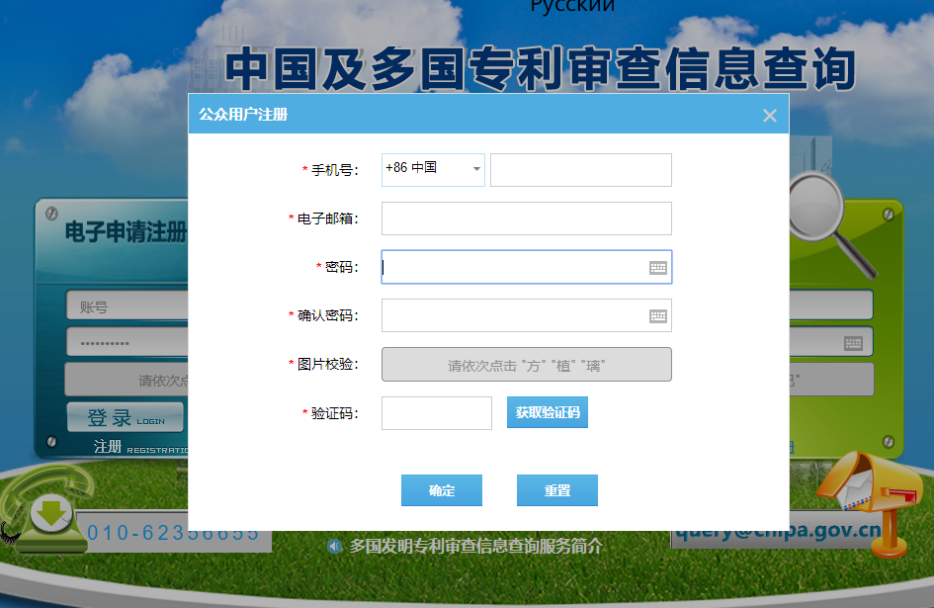 Русский
中国及多国专利审查信息查询
公众用户注册
*手机号： +86 中国
*电子邮箱：
*密码：
*确认密码：
*图片校验： 请依次点击 "方" "植" "璃"
*验证码： 获取验证码
确定 重置
电子申请注册
账号
请依次点
登录 LOGIN
注册 REGISTRATIO
010-62356655
多国发明专利审查信息查询服务简介
query@cnipa.gov.cn